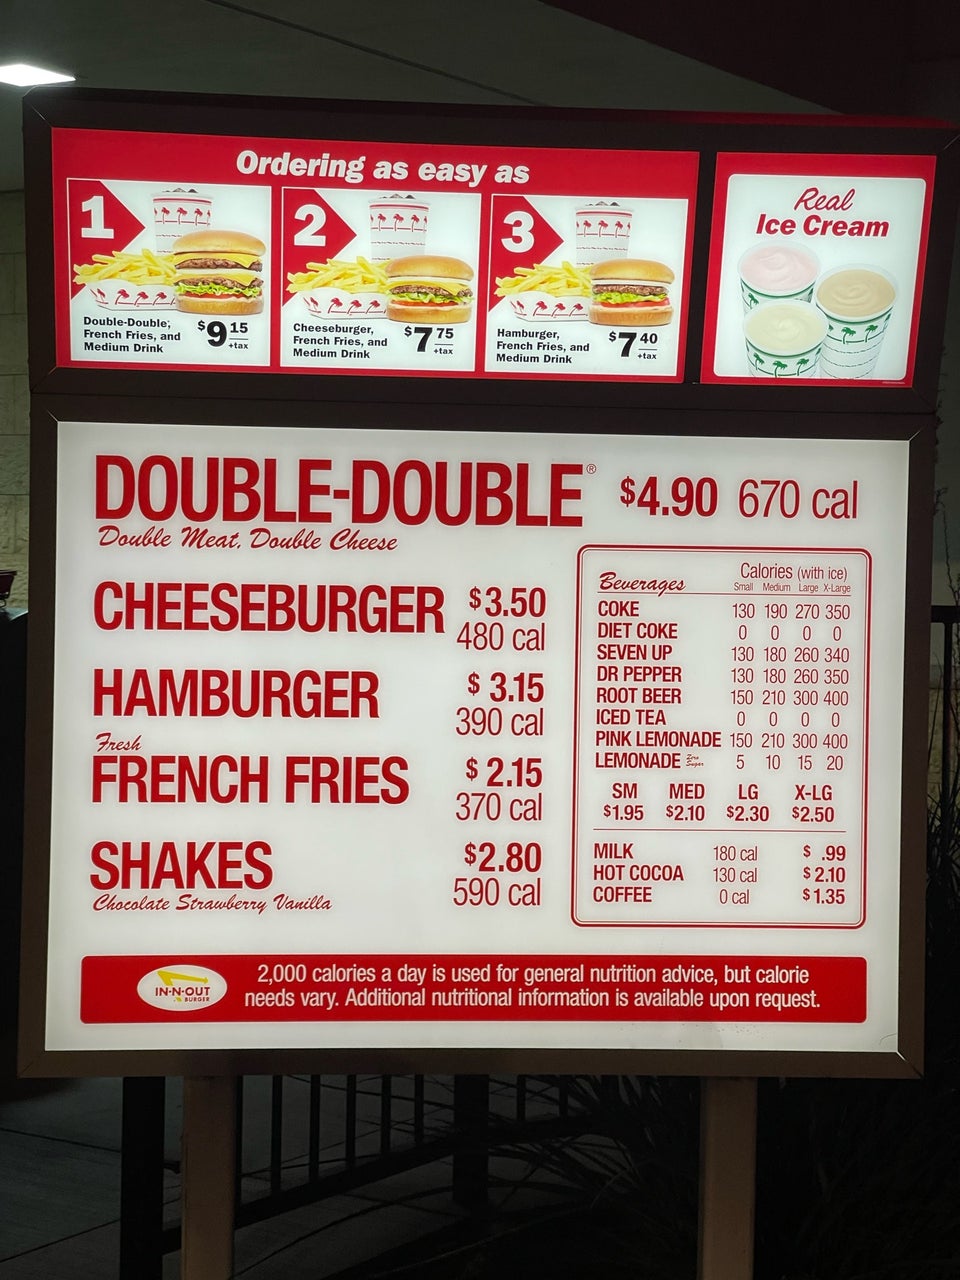 Ordering as easy as
1
Double-Double,
French Fries, and
Medium Drink
$9 15
+tax
2
Cheeseburger,
French Fries, and
Medium Drink
$7 75
+tax
3
Hamburger,
French Fries, and
Medium Drink
$7 40
+tax
Real
Ice Cream
DOUBLE-DOUBLE® $4.90 670 cal
Double Meat, Double Cheese
CHEESEBURGER $3.50
480 cal
HAMBURGER $3.15
390 cal
Fresh
FRENCH FRIES $2.15
370 cal
SHAKES $2.80
590 cal
Chocolate Strawberry Vanilla
Beverages Calories (with ice)
Small Medium Large X-Large
COKE 130 190 270 350
DIET COKE 0 0 0 0
SEVEN UP 130 180 260 340
DR PEPPER 130 180 260 350
ROOT BEER 150 210 300 400
ICED TEA 0 0 0 0
PINK LEMONADE 150 210 300 400
LEMONADE Zero Sugar 5 10 15 20
SM MED LG X-LG
$1.95 $2.10 $2.30 $2.50
MILK 180 cal $ .99
HOT COCOA 130 cal $2.10
COFFEE 0 cal $1.35
IN-N-OUT
BURGER
2,000 calories a day is used for general nutrition advice, but calorie
needs vary. Additional nutritional information is available upon request.